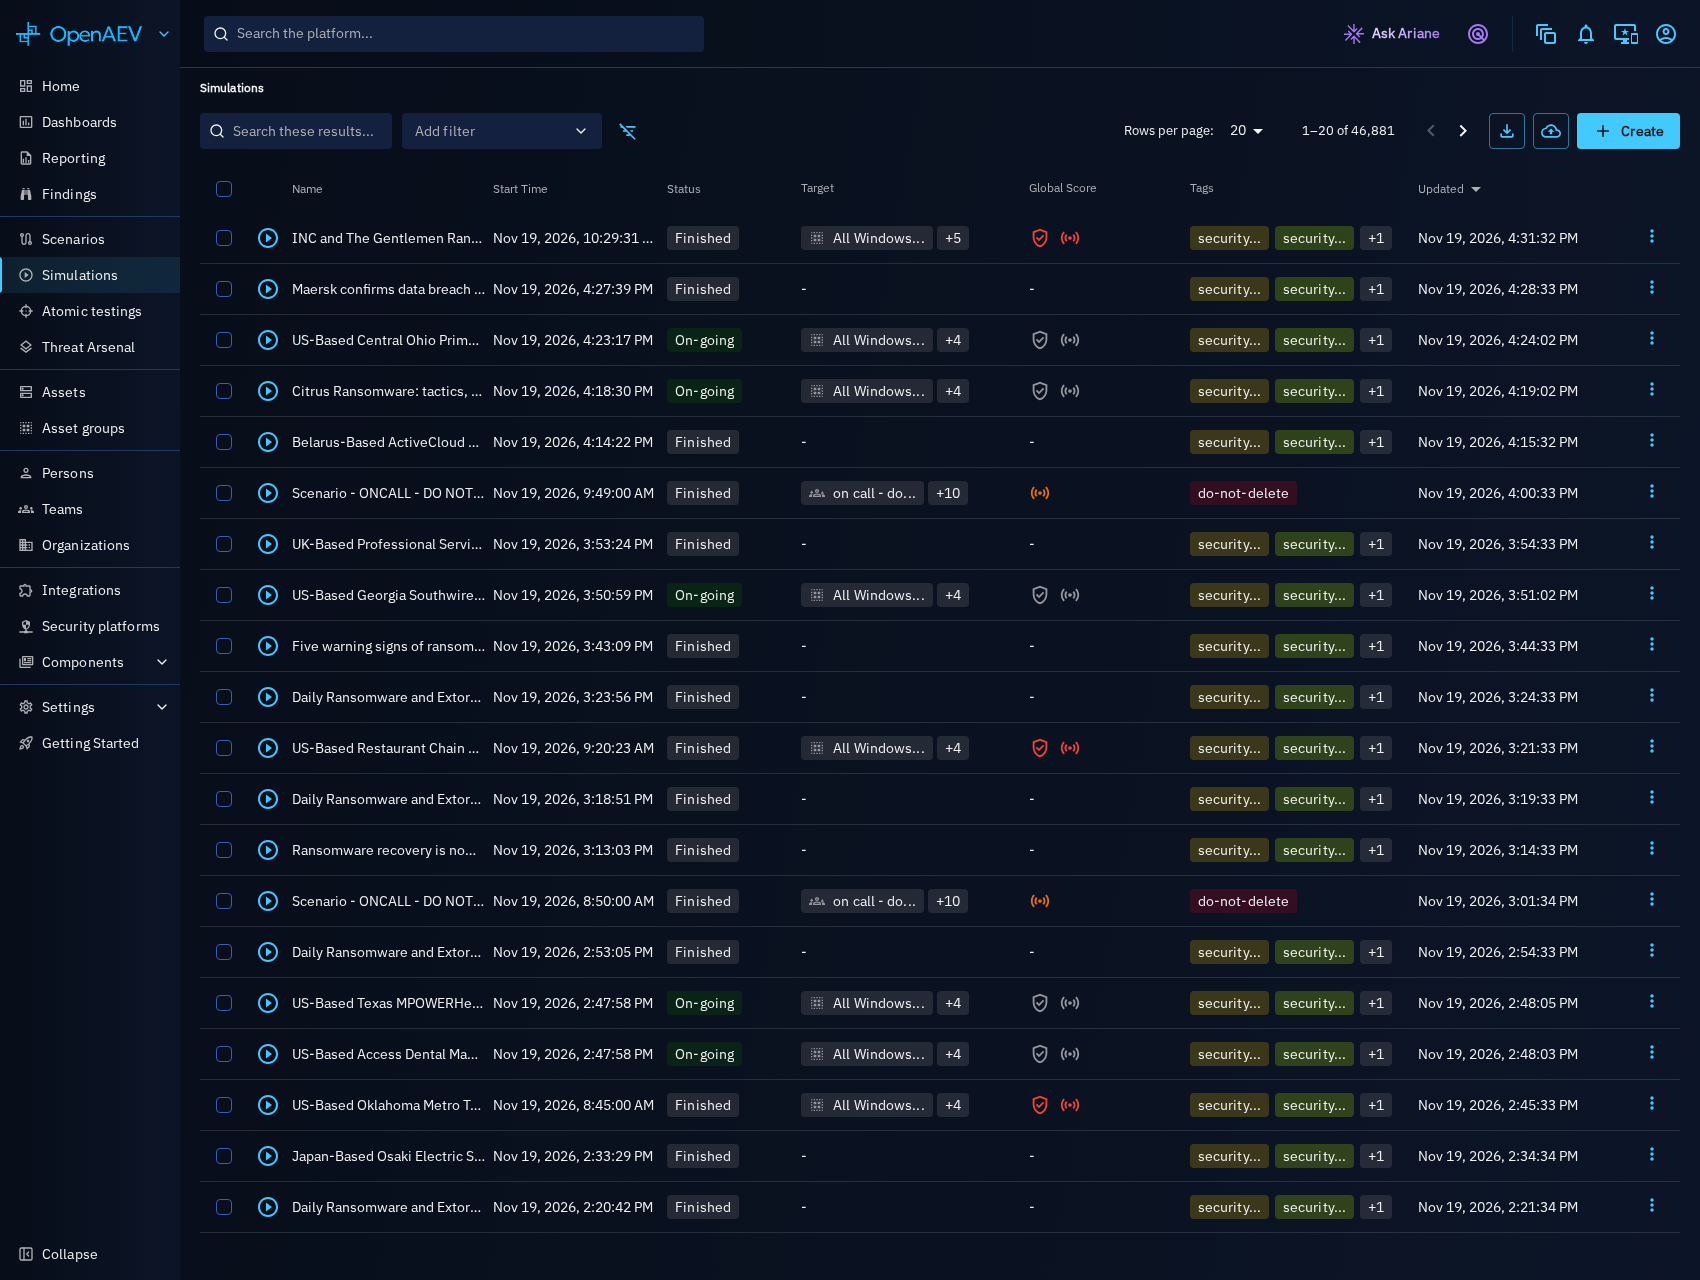 OpenAEV
Search the platform...
Ask Ariane
Home
Dashboards
Reporting
Findings
Scenarios
Simulations
Atomic testings
Threat Arsenal
Assets
Asset groups
Persons
Teams
Organizations
Integrations
Security platforms
Components
Settings
Getting Started
Collapse
Simulations
Search these results...
Add filter
Rows per page: 20
1–20 of 46,881
Create
Name Start Time Status Target Global Score Tags Updated
INC and The Gentlemen Ran... Nov 19, 2026, 10:29:31 ... Finished All Windows... +5 security... security... +1 Nov 19, 2026, 4:31:32 PM
Maersk confirms data breach ... Nov 19, 2026, 4:27:39 PM Finished - - security... security... +1 Nov 19, 2026, 4:28:33 PM
US-Based Central Ohio Prim... Nov 19, 2026, 4:23:17 PM On-going All Windows... +4 security... security... +1 Nov 19, 2026, 4:24:02 PM
Citrus Ransomware: tactics, ... Nov 19, 2026, 4:18:30 PM On-going All Windows... +4 security... security... +1 Nov 19, 2026, 4:19:02 PM
Belarus-Based ActiveCloud ... Nov 19, 2026, 4:14:22 PM Finished - - security... security... +1 Nov 19, 2026, 4:15:32 PM
Scenario - ONCALL - DO NOT... Nov 19, 2026, 9:49:00 AM Finished on call - do... +10 do-not-delete Nov 19, 2026, 4:00:33 PM
UK-Based Professional Servi... Nov 19, 2026, 3:53:24 PM Finished - - security... security... +1 Nov 19, 2026, 3:54:33 PM
US-Based Georgia Southwire... Nov 19, 2026, 3:50:59 PM On-going All Windows... +4 security... security... +1 Nov 19, 2026, 3:51:02 PM
Five warning signs of ransom... Nov 19, 2026, 3:43:09 PM Finished - - security... security... +1 Nov 19, 2026, 3:44:33 PM
Daily Ransomware and Extor... Nov 19, 2026, 3:23:56 PM Finished - - security... security... +1 Nov 19, 2026, 3:24:33 PM
US-Based Restaurant Chain ... Nov 19, 2026, 9:20:23 AM Finished All Windows... +4 security... security... +1 Nov 19, 2026, 3:21:33 PM
Daily Ransomware and Extor... Nov 19, 2026, 3:18:51 PM Finished - - security... security... +1 Nov 19, 2026, 3:19:33 PM
Ransomware recovery is no... Nov 19, 2026, 3:13:03 PM Finished - - security... security... +1 Nov 19, 2026, 3:14:33 PM
Scenario - ONCALL - DO NOT... Nov 19, 2026, 8:50:00 AM Finished on call - do... +10 do-not-delete Nov 19, 2026, 3:01:34 PM
Daily Ransomware and Extor... Nov 19, 2026, 2:53:05 PM Finished - - security... security... +1 Nov 19, 2026, 2:54:33 PM
US-Based Texas MPOWERHe... Nov 19, 2026, 2:47:58 PM On-going All Windows... +4 security... security... +1 Nov 19, 2026, 2:48:05 PM
US-Based Access Dental Ma... Nov 19, 2026, 2:47:58 PM On-going All Windows... +4 security... security... +1 Nov 19, 2026, 2:48:03 PM
US-Based Oklahoma Metro T... Nov 19, 2026, 8:45:00 AM Finished All Windows... +4 security... security... +1 Nov 19, 2026, 2:45:33 PM
Japan-Based Osaki Electric S... Nov 19, 2026, 2:33:29 PM Finished - - security... security... +1 Nov 19, 2026, 2:34:34 PM
Daily Ransomware and Extor... Nov 19, 2026, 2:20:42 PM Finished - - security... security... +1 Nov 19, 2026, 2:21:34 PM